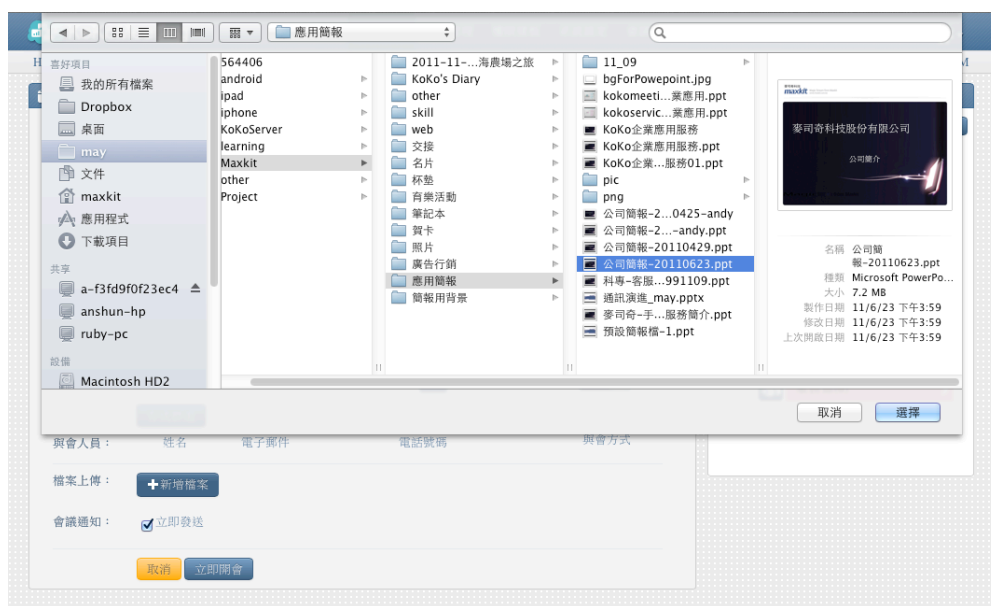 應用簡報
喜好項目
我的所有檔案
Dropbox
桌面
may
文件
maxkit
應用程式
下載項目
共享
a-f3fd9f0f23ec4
anshun-hp
ruby-pc
設備
Macintosh HD2
564406
android
ipad
iphone
KoKoServer
learning
Maxkit
other
Project
2011-11-...海農場之旅
KoKo's Diary
other
skill
web
交接
名片
杯墊
育樂活動
筆記本
賀卡
照片
廣告行銷
應用簡報
簡報用背景
11_09
bgForPowepoint.jpg
kokomeeti...業應用.ppt
kokoservic...業應用.ppt
KoKo企業應用服務
KoKo企業應用服務.ppt
KoKo企業...服務01.ppt
pic
png
公司簡報-2...0425-andy
公司簡報-2...-andy.ppt
公司簡報-20110429.ppt
公司簡報-20110623.ppt
科專-客服...991109.ppt
通訊演進_may.pptx
麥司奇-手...服務簡介.ppt
預設簡報檔-1.ppt
maxkit
麥司奇科技股份有限公司
公司簡介
名稱 公司簡
報-20110623.ppt
種類 Microsoft PowerPo...
大小 7.2 MB
製作日期 11/6/23 下午3:59
修改日期 11/6/23 下午3:59
上次開啟日期 11/6/23 下午3:59
取消 選擇
與會人員： 姓名 電子郵件 電話號碼 與會方式
檔案上傳： +新增檔案
會議通知： 立即發送
取消 立即開會